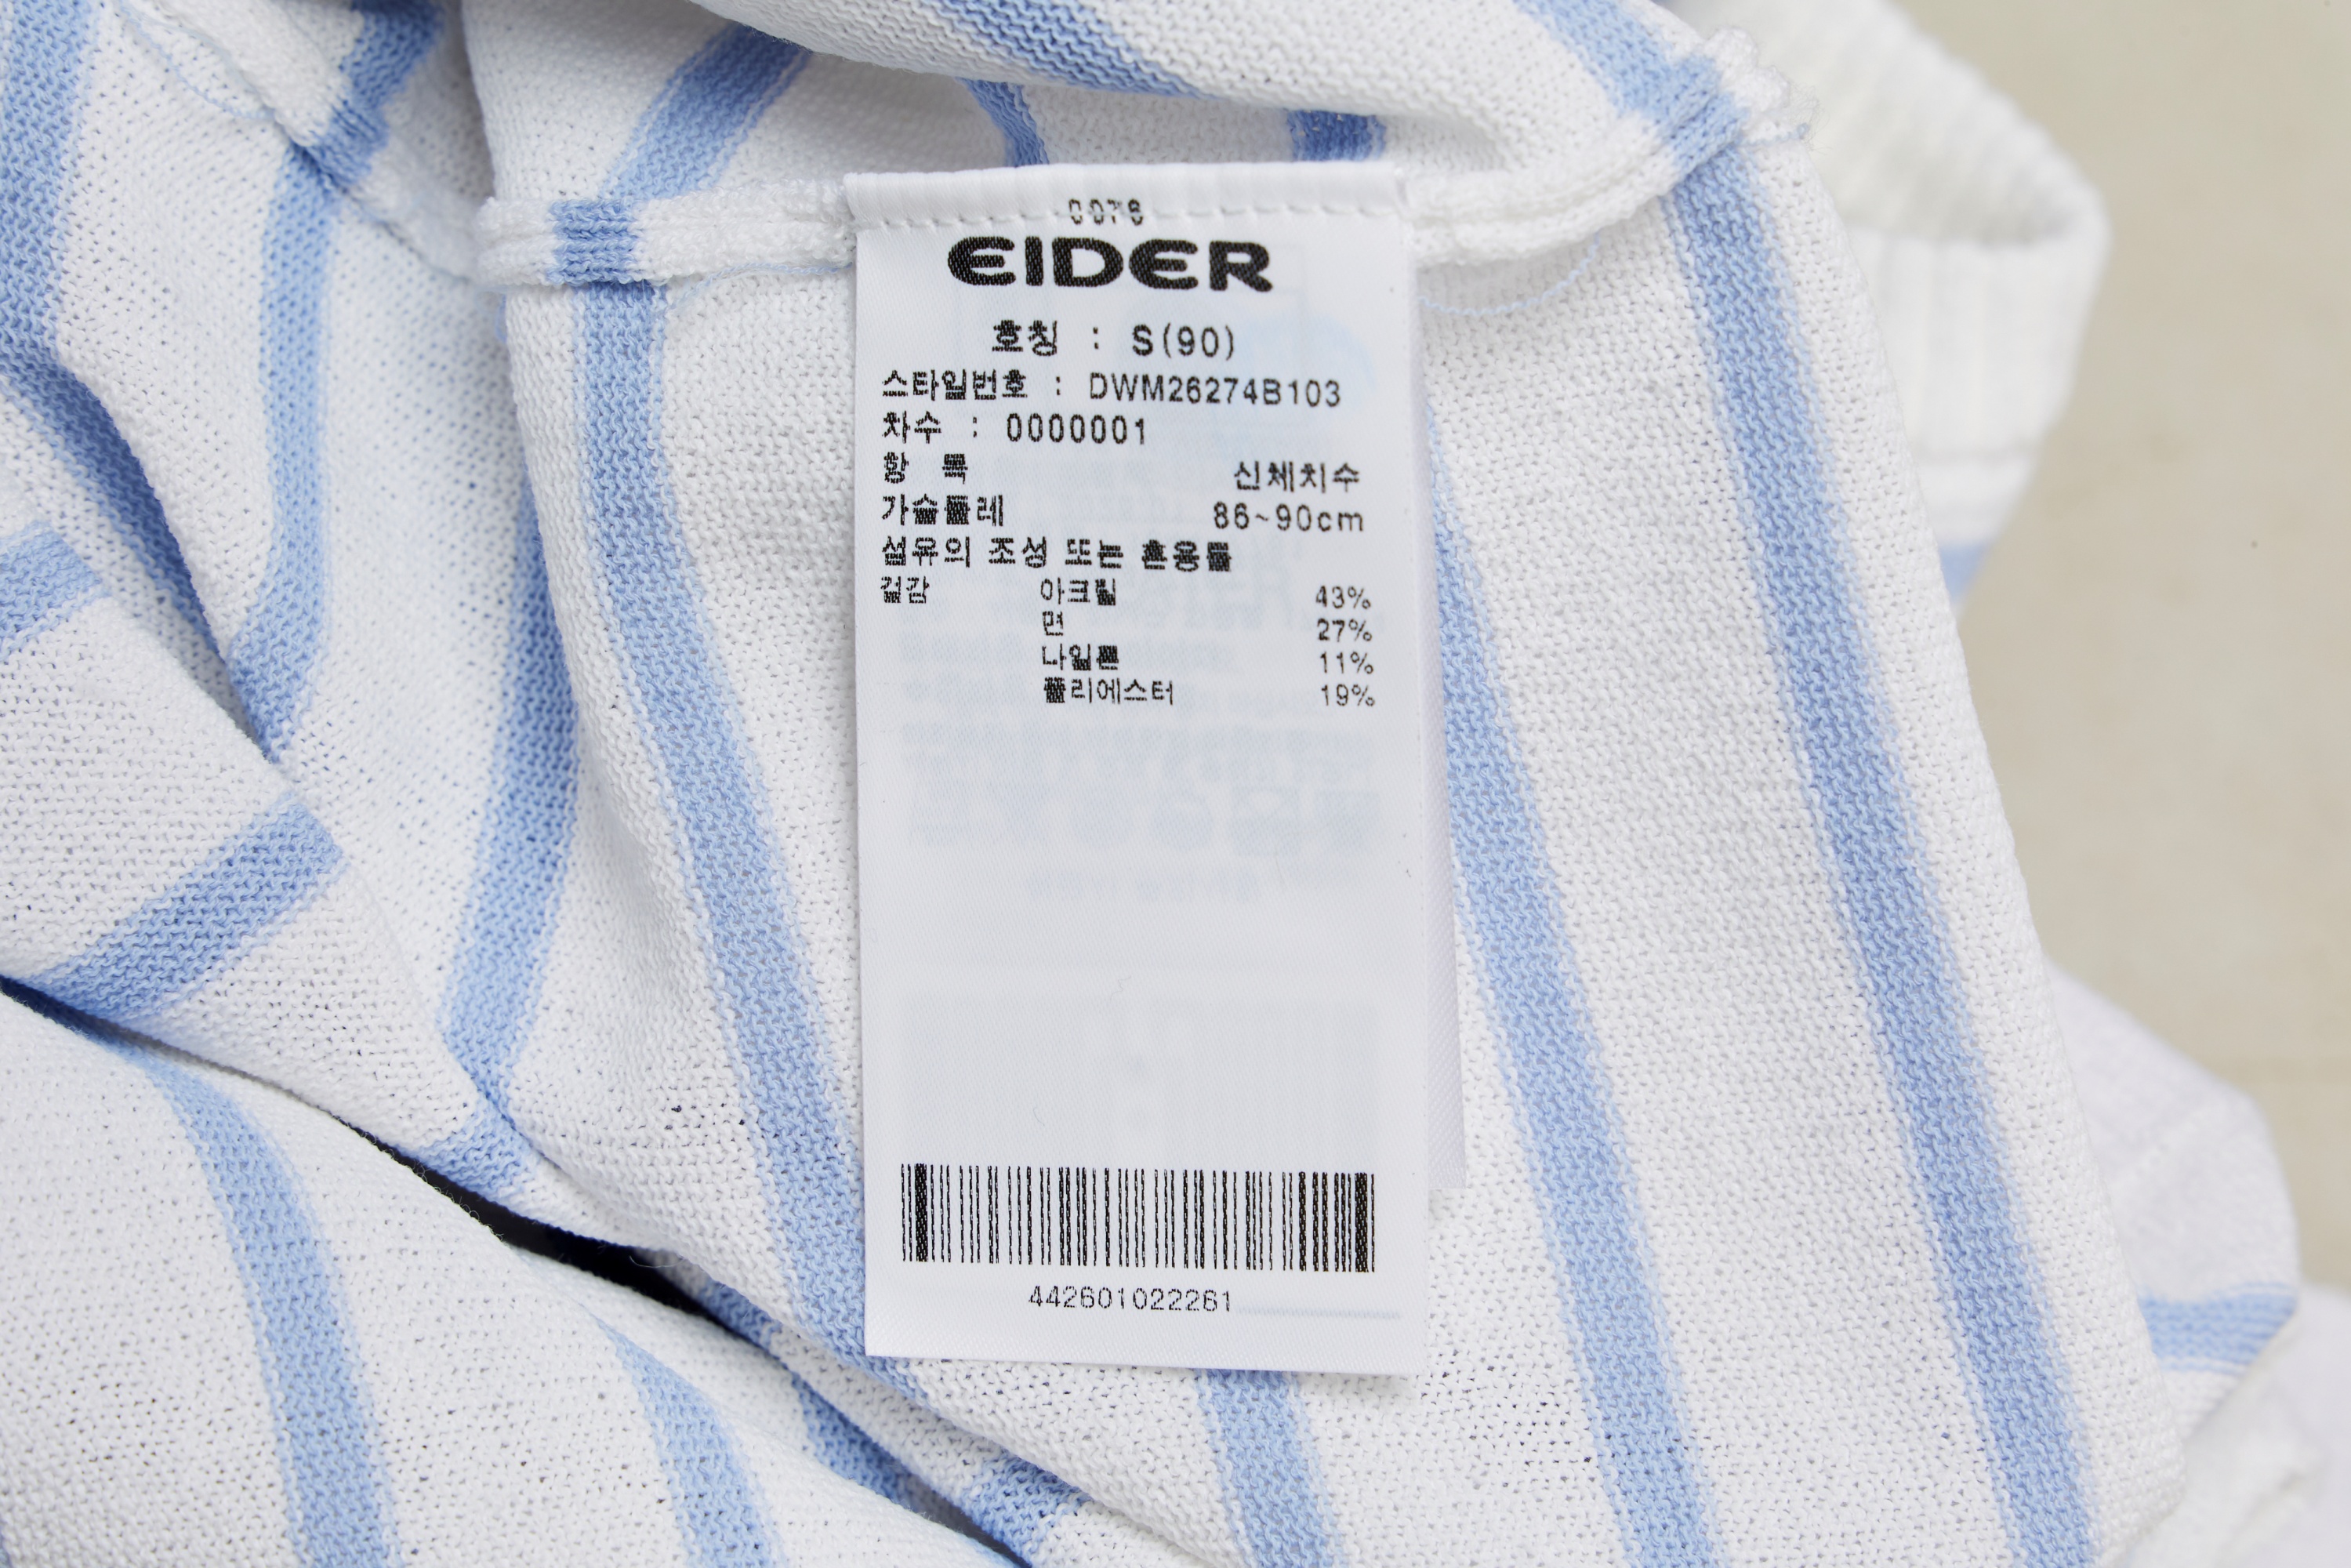 0076
EIDER
호칭 : S(90)
스타일번호 : DWM26274B103
차수 : 0000001
항 목 신체치수
가슴둘레 86~90cm
섬유의 조성 또는 혼용률
겉감 아크릴 43%
면 27%
나일론 11%
폴리에스터 19%
442601022261